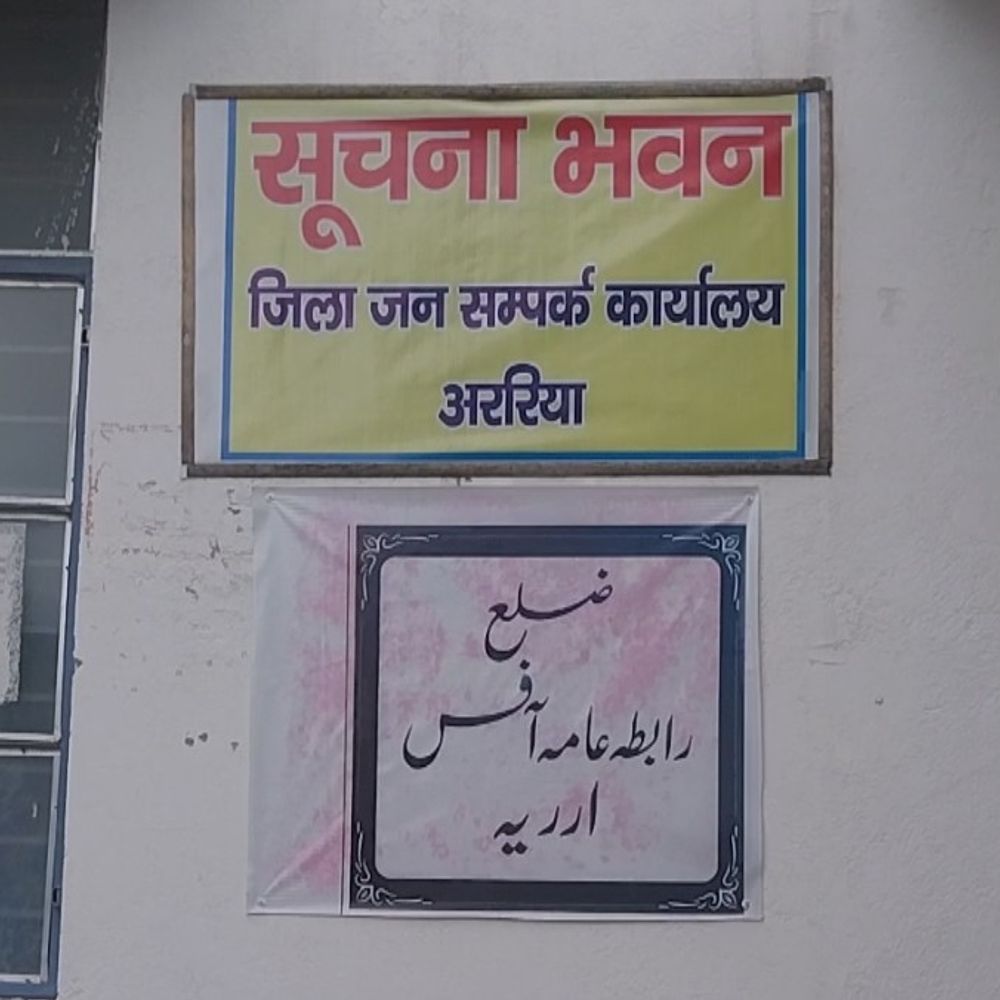 सूचना भवन
जिला जन सम्पर्क कार्यालय
अररिया
ضلع
رابطہ عامہ آفس
ارریہ